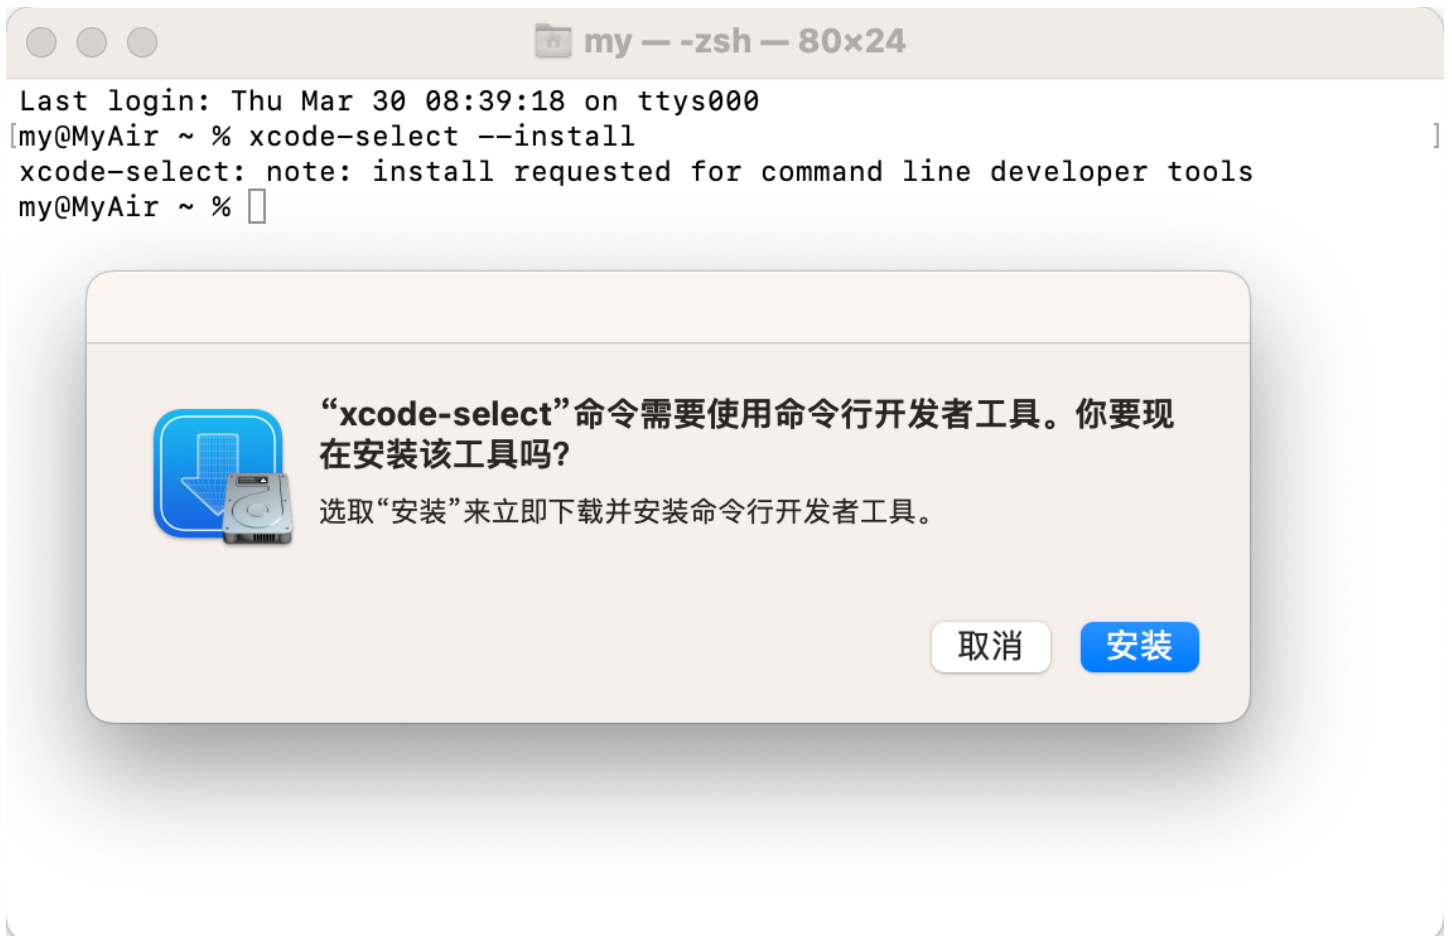 my — -zsh — 80×24
Last login: Thu Mar 30 08:39:18 on ttys000
[my@MyAir ~ % xcode-select --install ]
xcode-select: note: install requested for command line developer tools
my@MyAir ~ %
“xcode-select”命令需要使用命令行开发者工具。你要现
在安装该工具吗?
选取“安装”来立即下载并安装命令行开发者工具。
取消 安装